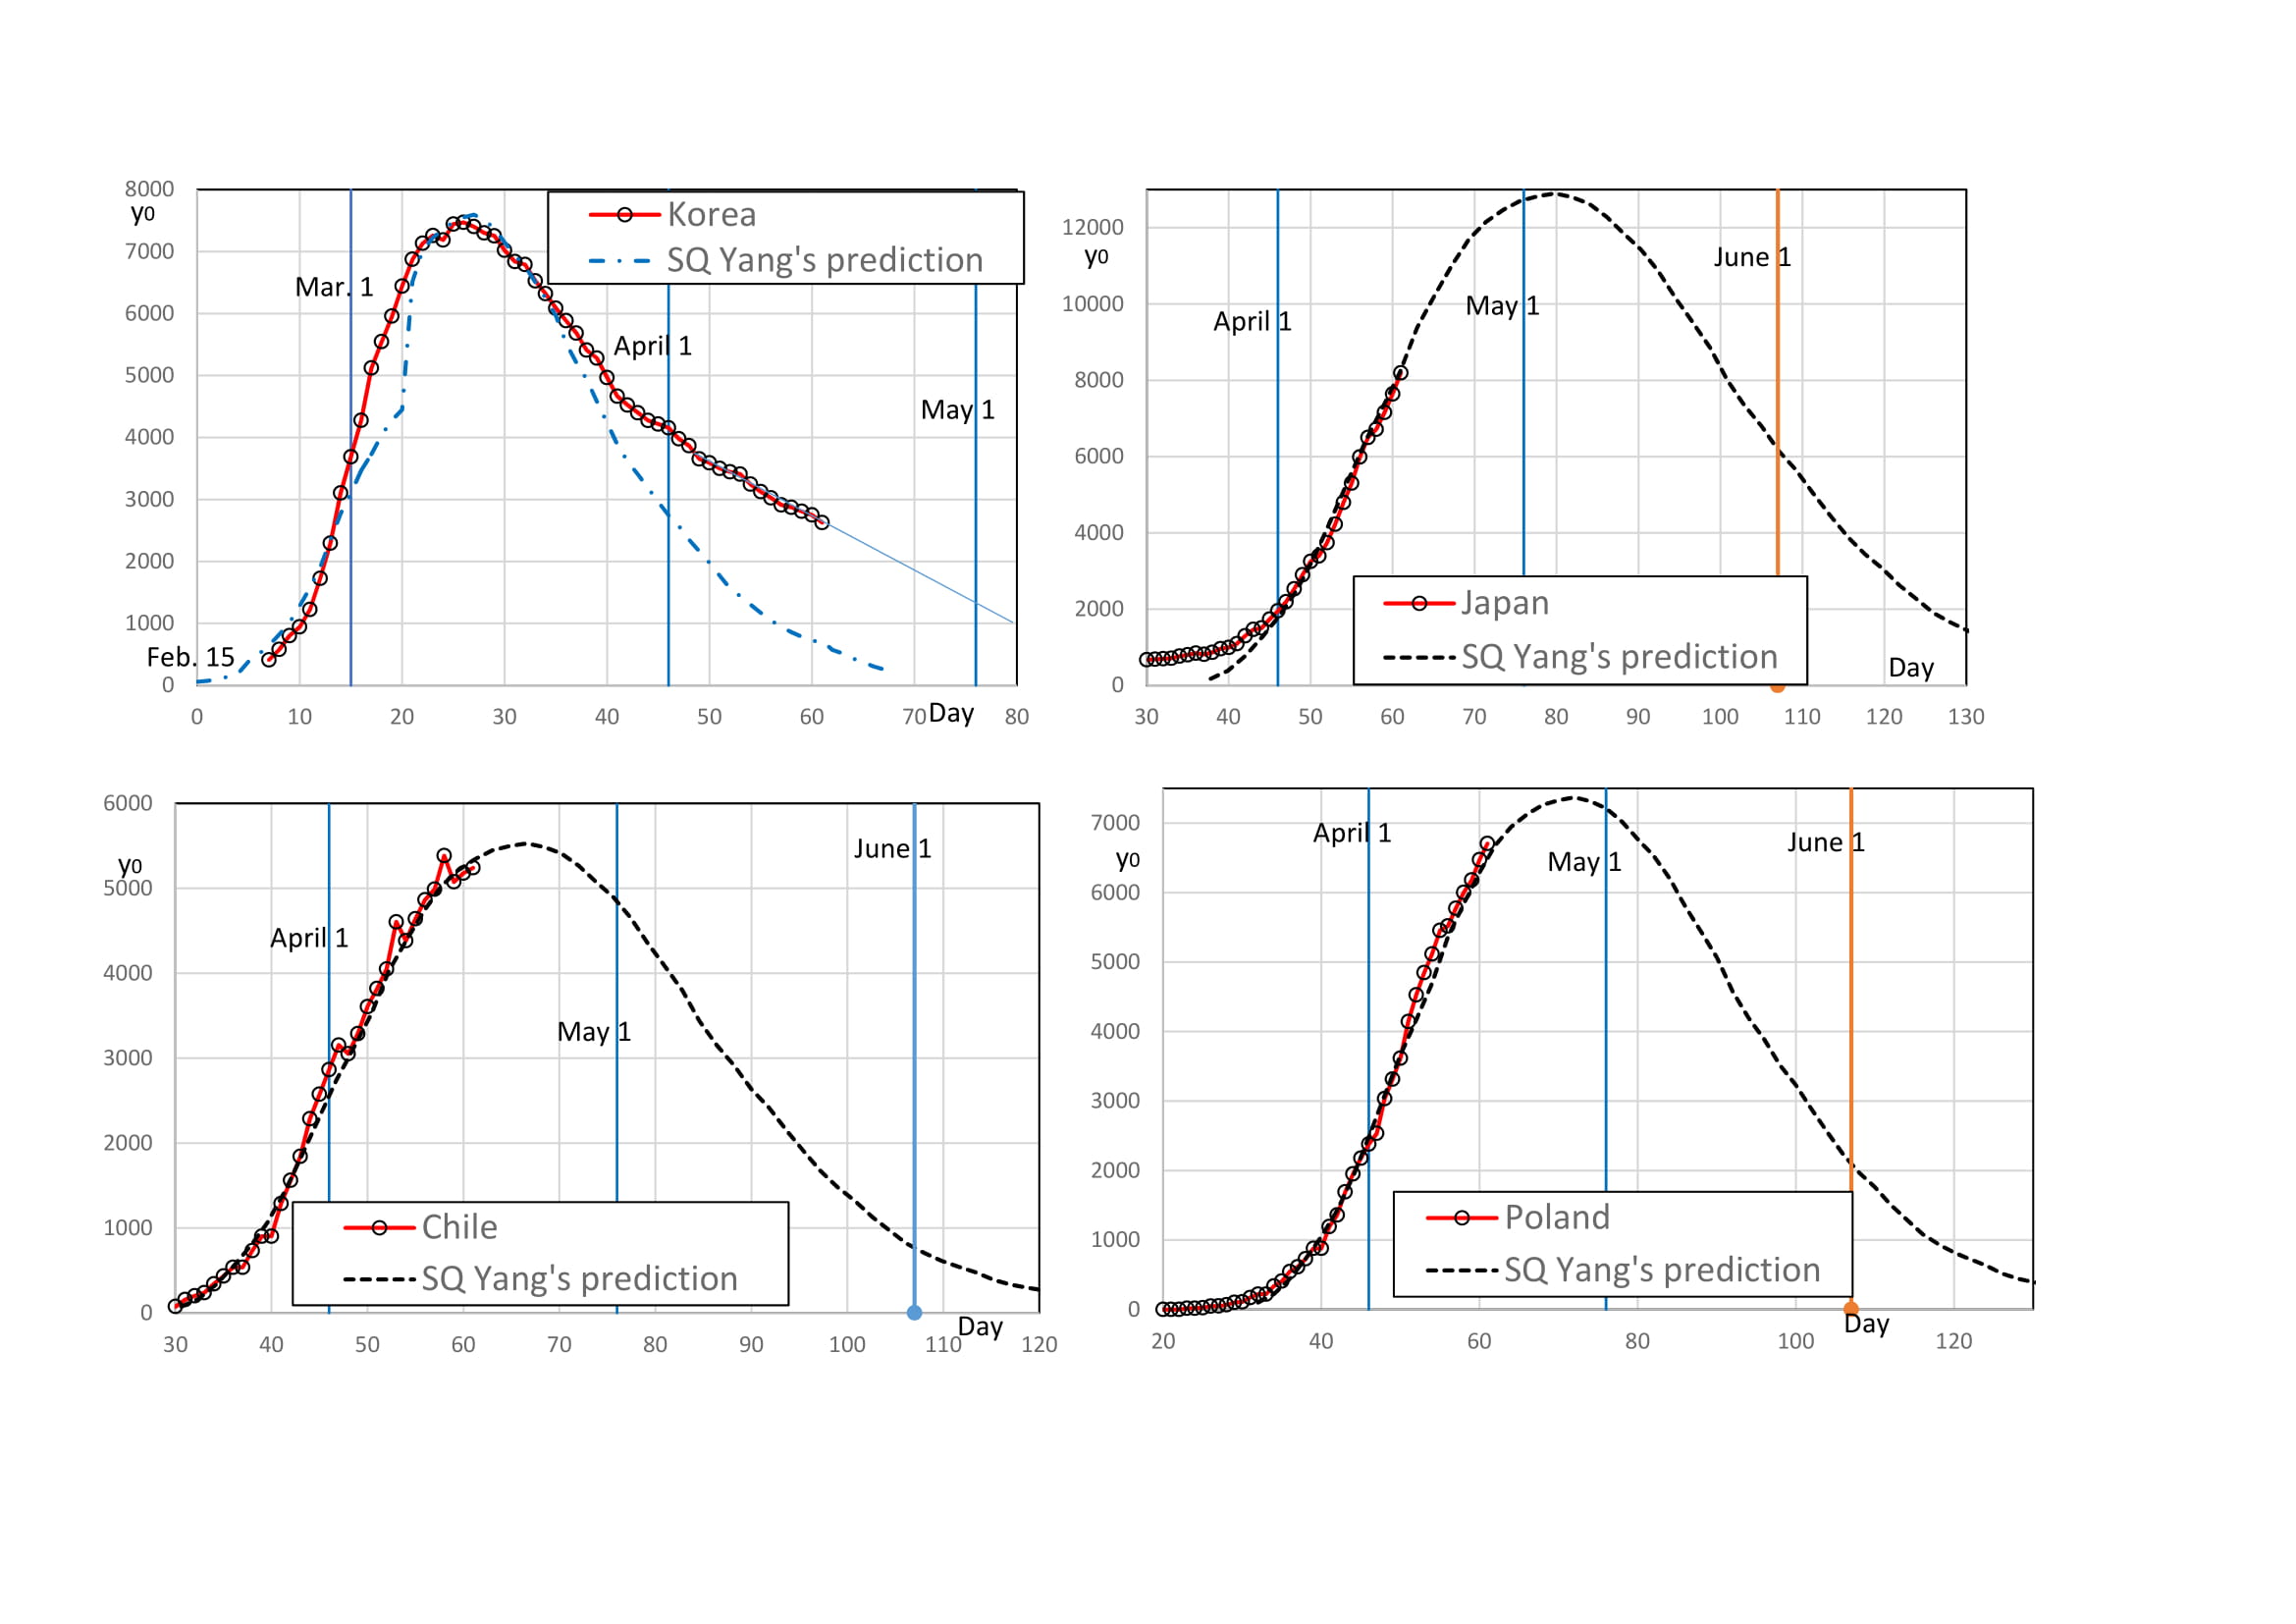 8000
y0
7000
6000
5000
4000
3000
2000
1000
0
Korea
SQ Yang's prediction
Mar. 1
April 1
May 1
Feb. 15
0 10 20 30 40 50 60 70 Day 80
12000
y0
10000
8000
6000
4000
2000
0
June 1
May 1
April 1
Japan
SQ Yang's prediction
Day
30 40 50 60 70 80 90 100 110 120 130
6000
y0
5000
4000
3000
2000
1000
0
June 1
April 1
May 1
Chile
SQ Yang's prediction
Day
30 40 50 60 70 80 90 100 110 120
7000
y0
6000
5000
4000
3000
2000
1000
0
April 1
June 1
May 1
Poland
SQ Yang's prediction
Day
20 40 60 80 100 120